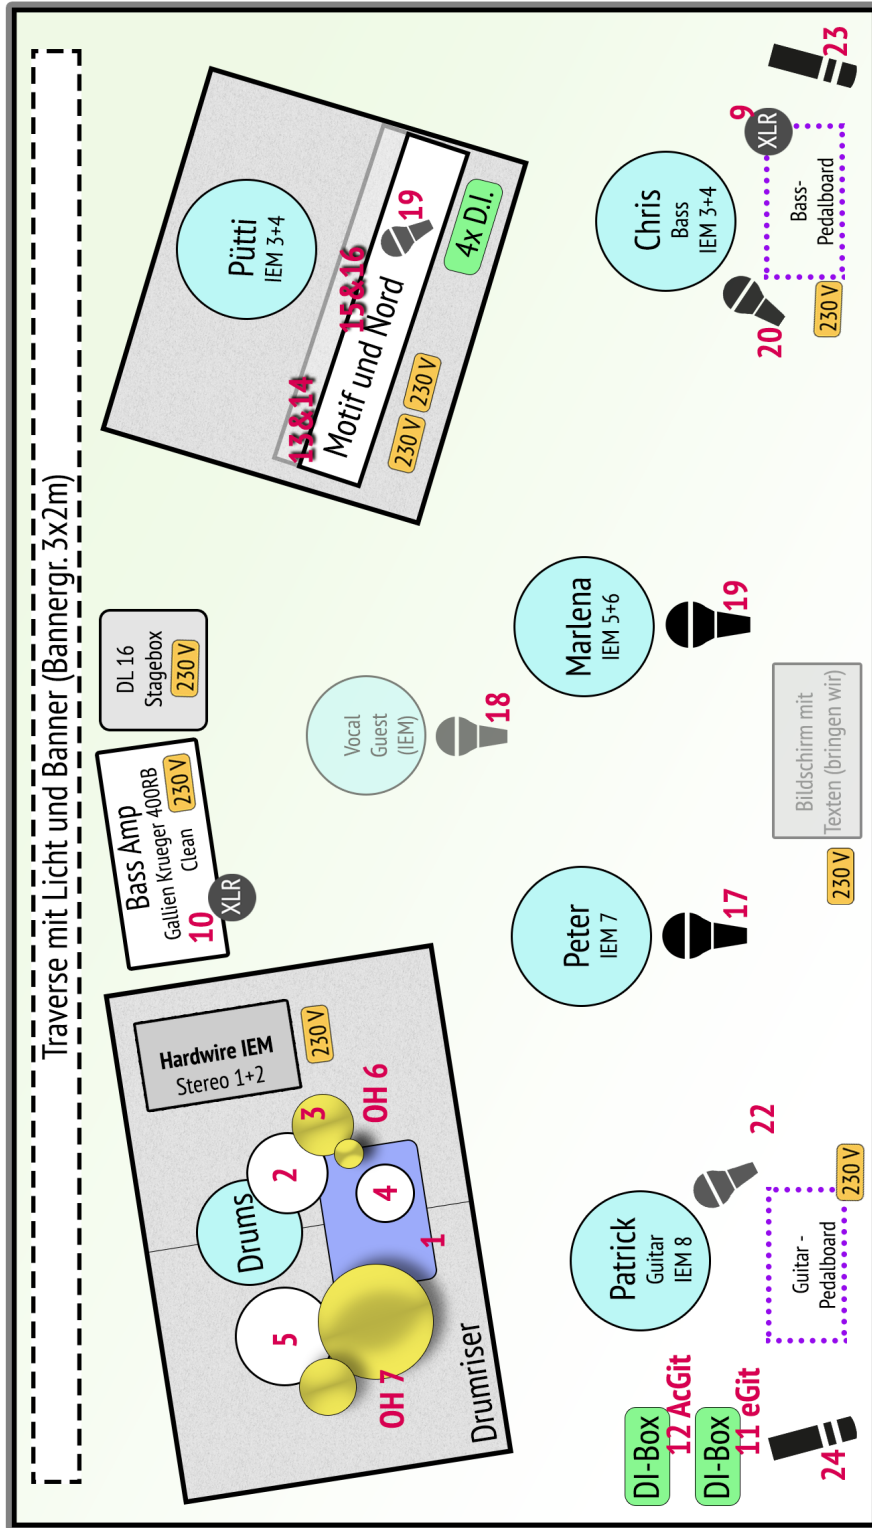 Traverse mit Licht und Banner (Bannergr. 3x2m)
Hardwire IEM
Stereo 1+2
230 V
Drums
2
3
OH 6
4
1
5
OH 7
Drumriser
Bass Amp
Gallien Krueger 400RB
Clean
230 V
10
XLR
DL 16
Stagebox
230 V
Pütti
IEM 3+4
13&14
15&16
Motif und Nord
19
4x D.I.
230 V
230 V
Vocal
Guest
(IEM)
18
Patrick
Guitar
IEM 8
22
230 V
Guitar -
Pedalboard
DI-Box
12 AcGit
DI-Box
11 eGit
24
Peter
IEM 7
17
Marlena
IEM 5+6
19
Bildschirm mit
Texten (bringen wir)
230 V
Chris
Bass
IEM 3+4
20
230 V
Bass-
Pedalboard
9
XLR
23